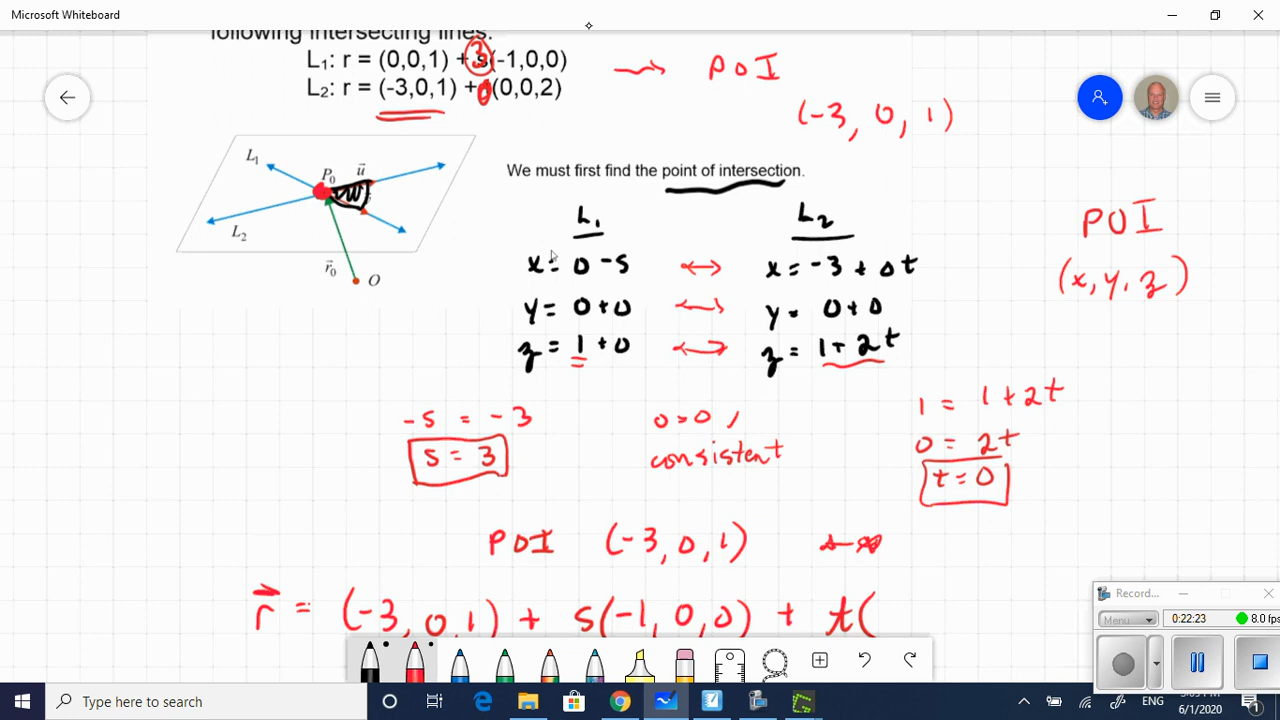 Microsoft Whiteboard
following intersecting lines:
L₁: r = (0,0,1) + 3(-1,0,0) → POI
L₂: r = (-3,0,1) + 0(0,0,2)
(-3, 0, 1)
L₁
P₀
u
L₂
r₀
O
We must first find the point of intersection.
L₁
L₂
x = 0 - s ↔ x = -3 + 0t
y = 0 + 0 ↔ y = 0 + 0
z = 1 + 0 ↔ z = 1 + 2t
POI
(x, y, z)
-s = -3
s = 3
0 = 0,
consistent
1 = 1 + 2t
0 = 2t
t = 0
POI (-3, 0, 1)
r = (-3, 0, 1) + s(-1, 0, 0) + t(
Record...
Menu
0:22:23
8.0 fp
Type here to search
ENG
6/1/2020